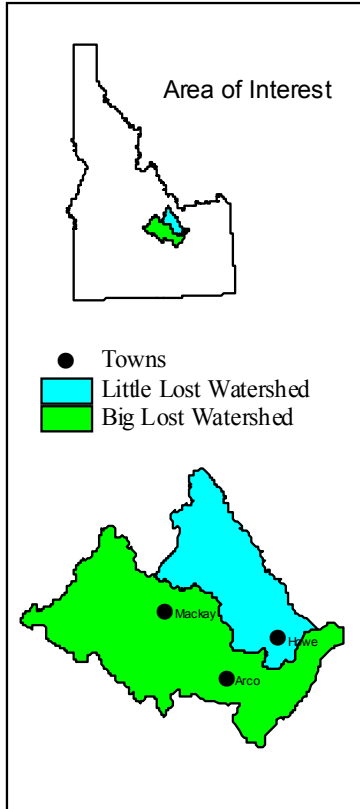 Area of Interest
Towns
Little Lost Watershed
Big Lost Watershed
Mackay
Howe
Arco